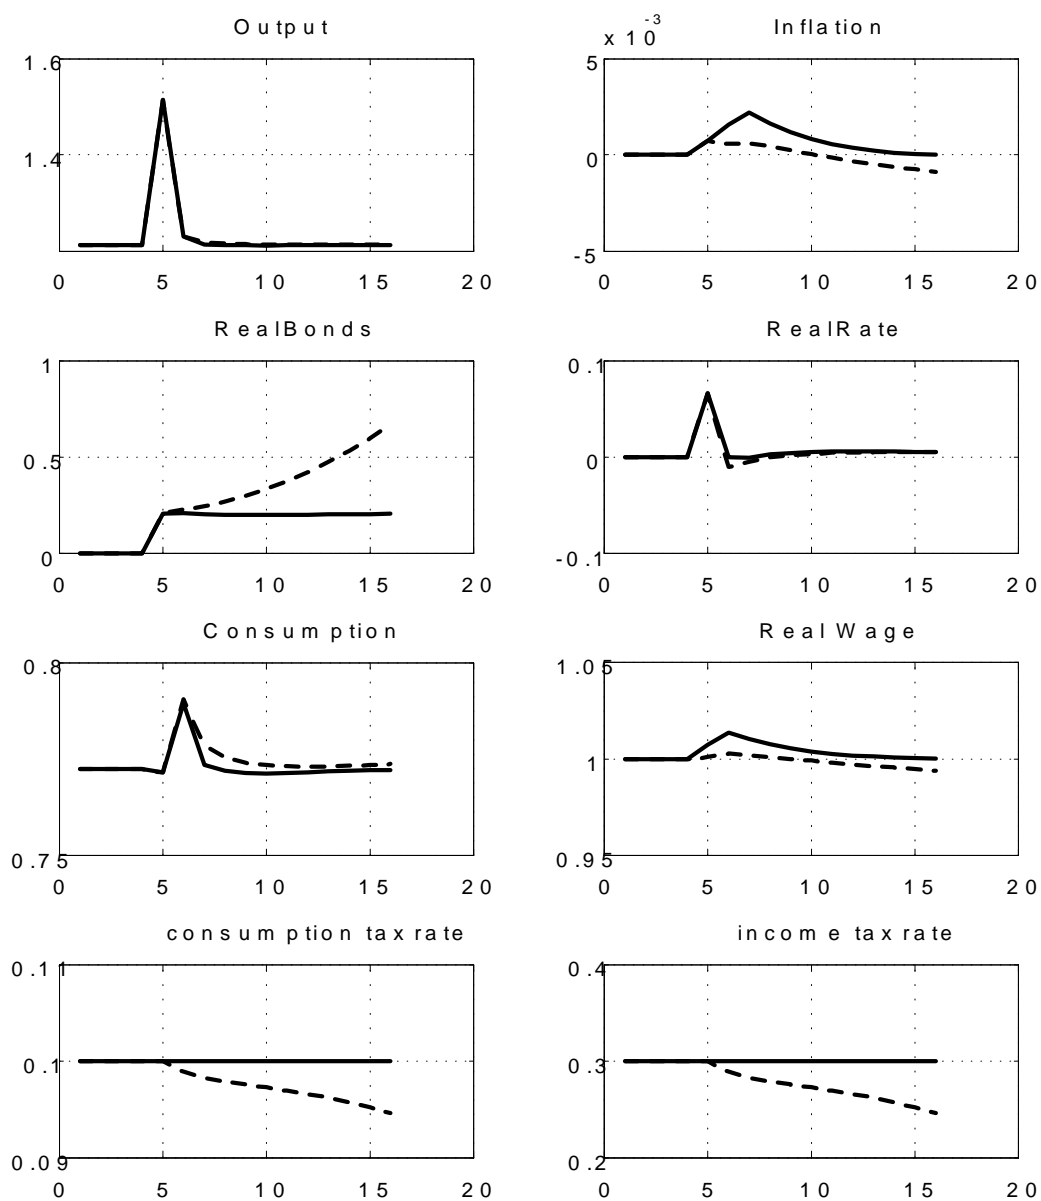 Output
1.6
1.4
0 5 10 15 20
Inflation
x 10-3
5
0
-5
0 5 10 15 20
RealBonds
1
0.5
0
0 5 10 15 20
RealRate
0.1
0
-0.1
0 5 10 15 20
Consumption
0.8
0.75
0 5 10 15 20
Real Wage
1.05
1
0.95
0 5 10 15 20
consumption tax rate
0.11
0.1
0.09
0 5 10 15 20
income tax rate
0.4
0.3
0.2
0 5 10 15 20